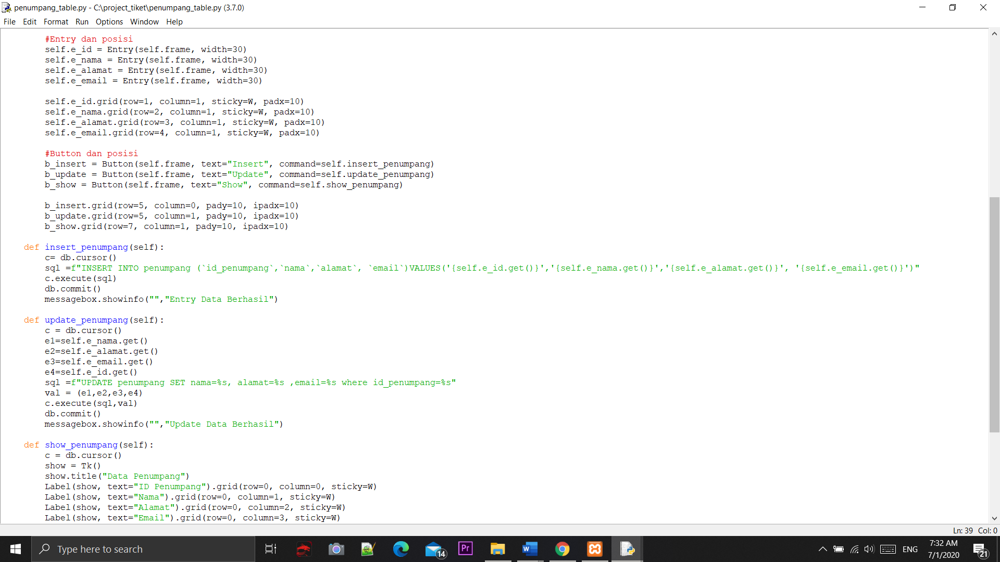 penumpang_table.py - C:\project_tiket\penumpang_table.py (3.7.0)
File Edit Format Run Options Window Help
#Entry dan posisi
self.e_id = Entry(self.frame, width=30)
self.e_nama = Entry(self.frame, width=30)
self.e_alamat = Entry(self.frame, width=30)
self.e_email = Entry(self.frame, width=30)
self.e_id.grid(row=1, column=1, sticky=W, padx=10)
self.e_nama.grid(row=2, column=1, sticky=W, padx=10)
self.e_alamat.grid(row=3, column=1, sticky=W, padx=10)
self.e_email.grid(row=4, column=1, sticky=W, padx=10)
#Button dan posisi
b_insert = Button(self.frame, text="Insert", command=self.insert_penumpang)
b_update = Button(self.frame, text="Update", command=self.update_penumpang)
b_show = Button(self.frame, text="Show", command=self.show_penumpang)
b_insert.grid(row=5, column=0, pady=10, ipadx=10)
b_update.grid(row=5, column=1, pady=10, ipadx=10)
b_show.grid(row=7, column=1, pady=10, ipadx=10)
def insert_penumpang(self):
c= db.cursor()
sql =f"INSERT INTO penumpang (`id_penumpang`,`nama`,`alamat`, `email`)VALUES('{self.e_id.get()}','{self.e_nama.get()}','{self.e_alamat.get()}', '{self.e_email.get()}')"
c.execute(sql)
db.commit()
messagebox.showinfo("","Entry Data Berhasil")
def update_penumpang(self):
c = db.cursor()
e1=self.e_nama.get()
e2=self.e_alamat.get()
e3=self.e_email.get()
e4=self.e_id.get()
sql =f"UPDATE penumpang SET nama=%s, alamat=%s ,email=%s where id_penumpang=%s"
val = (e1,e2,e3,e4)
c.execute(sql,val)
db.commit()
messagebox.showinfo("","Update Data Berhasil")
def show_penumpang(self):
c = db.cursor()
show = Tk()
show.title("Data Penumpang")
Label(show, text="ID Penumpang").grid(row=0, column=0, sticky=W)
Label(show, text="Nama").grid(row=0, column=1, sticky=W)
Label(show, text="Alamat").grid(row=0, column=2, sticky=W)
Label(show, text="Email").grid(row=0, column=3, sticky=W)
Ln: 39 Col: 0
Type here to search
14
Pr
W
ENG
7:32 AM
7/1/2020
21